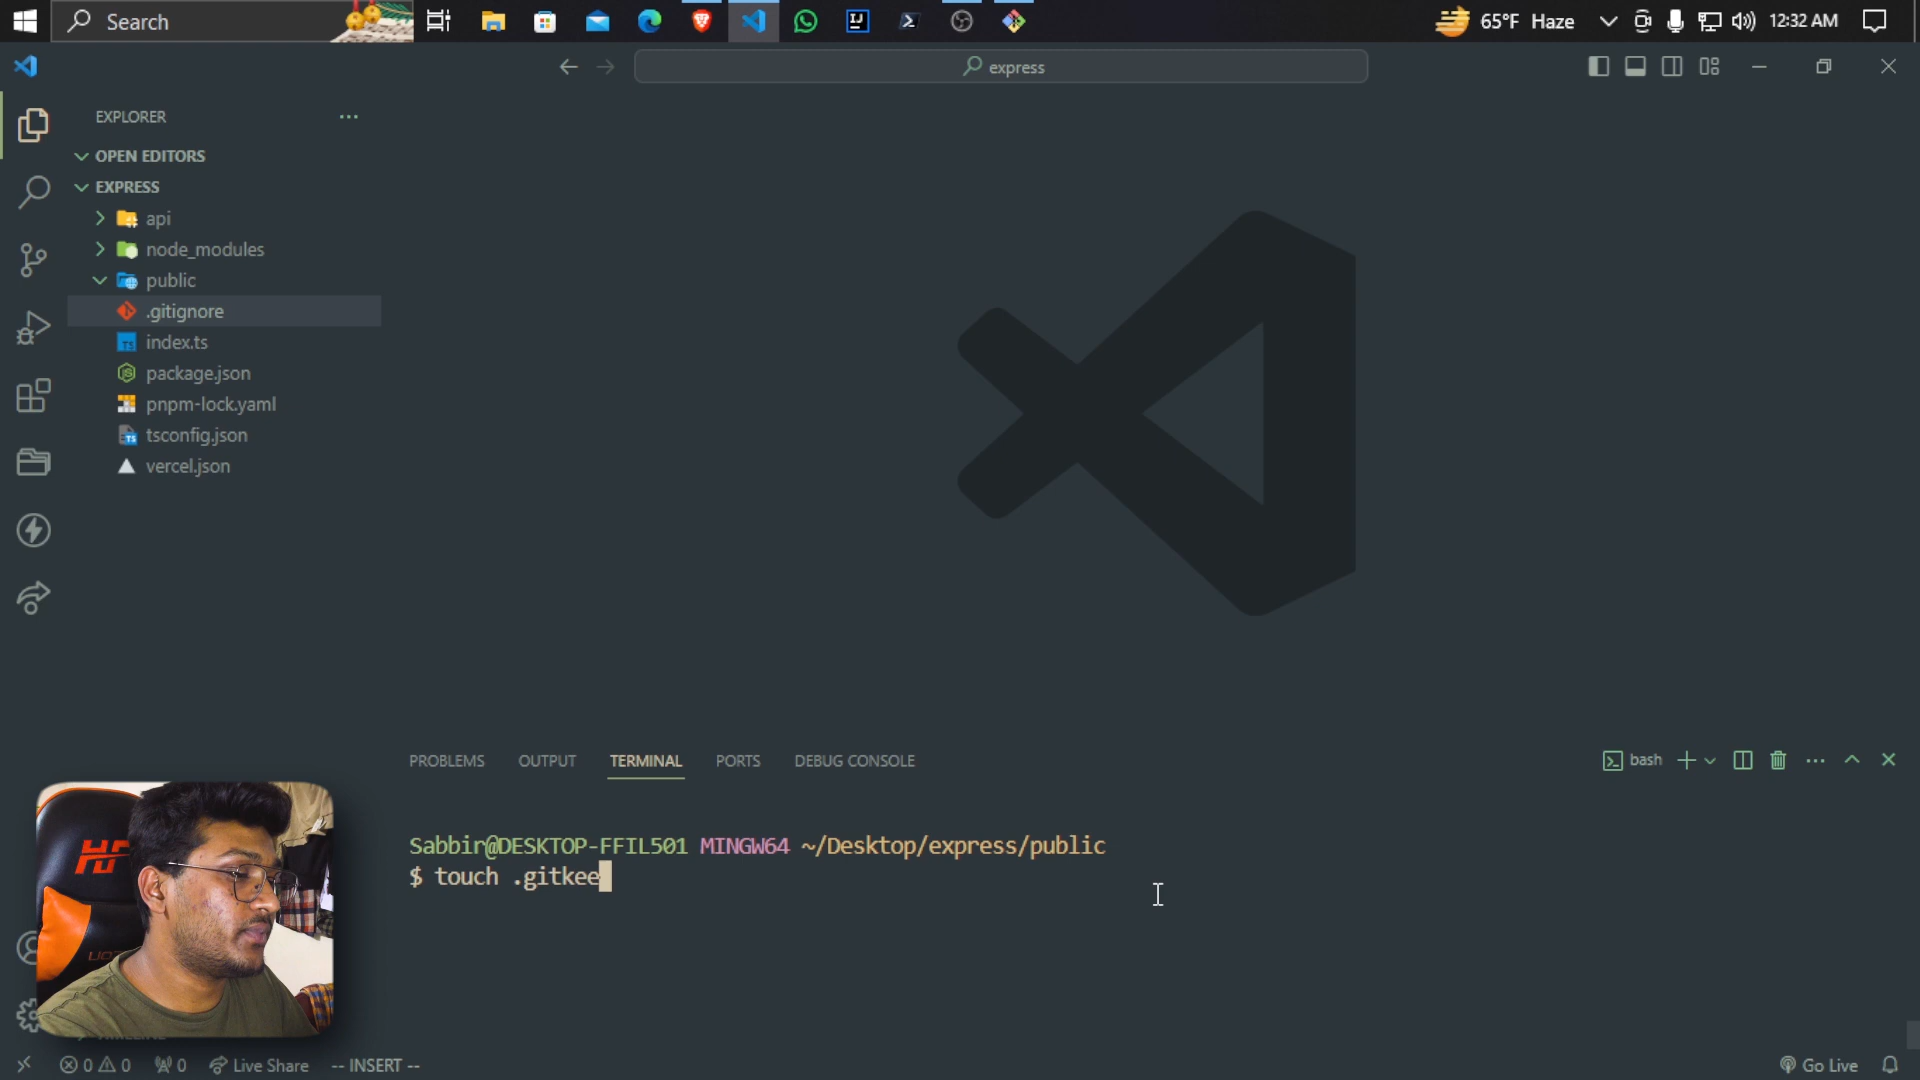 Search
65°F Haze
12:32 AM
express
EXPLORER
OPEN EDITORS
EXPRESS
api
node_modules
public
.gitignore
index.ts
package.json
pnpm-lock.yaml
tsconfig.json
vercel.json
PROBLEMS
OUTPUT
TERMINAL
PORTS
DEBUG CONSOLE
bash
Sabbir@DESKTOP-FFIL501 MINGW64 ~/Desktop/express/public
$ touch .gitkee
0 0
0
Live Share
-- INSERT --
Go Live